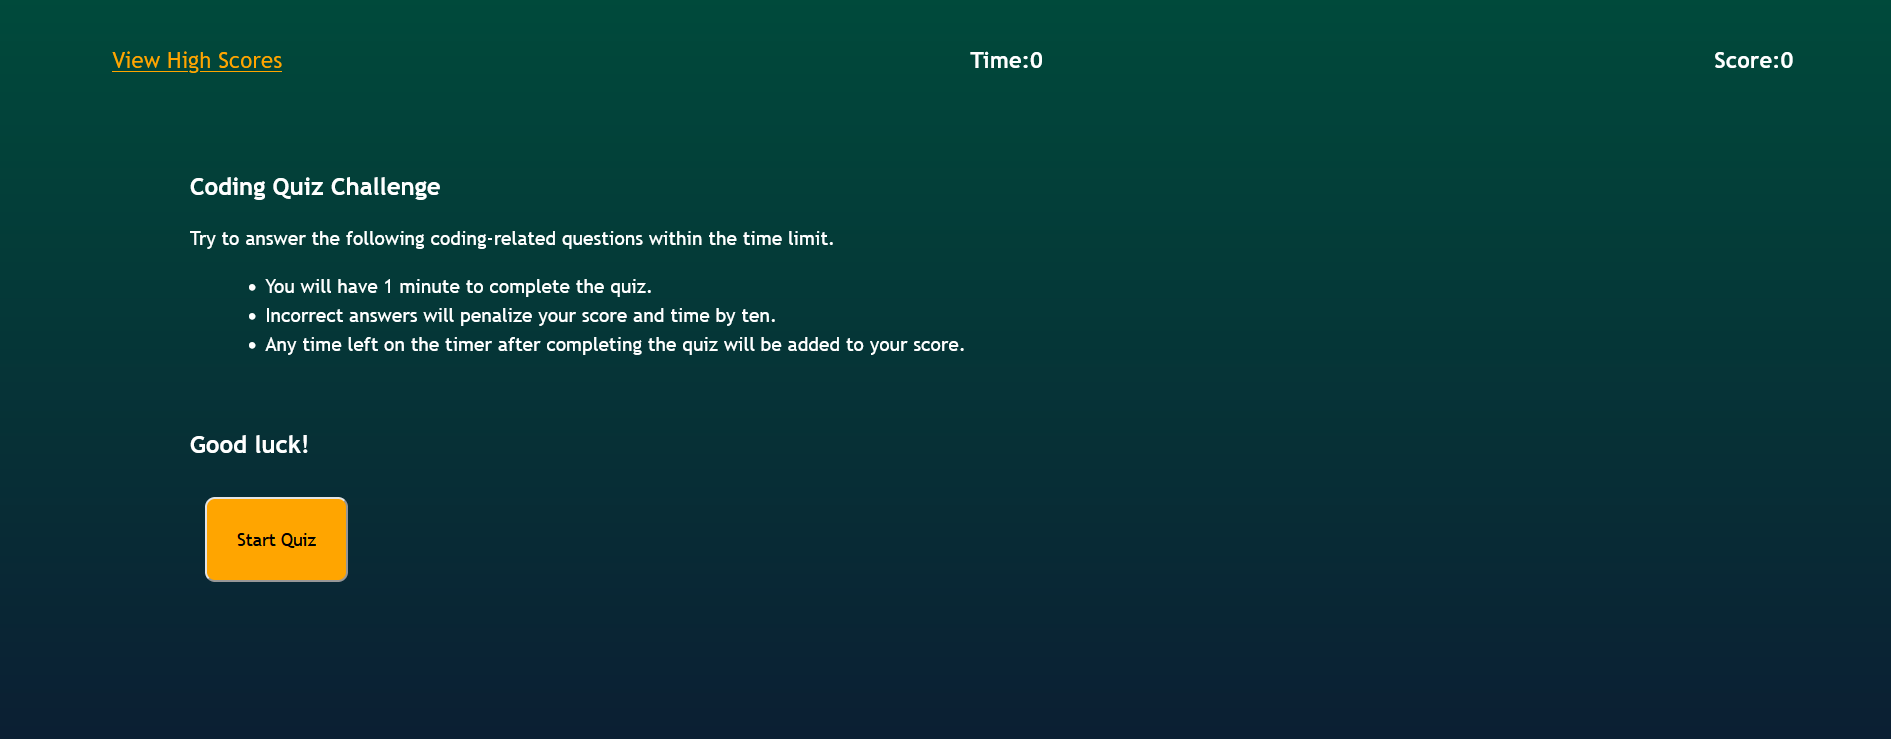 View High Scores
Time:0
Score:0
Coding Quiz Challenge
Try to answer the following coding-related questions within the time limit.
• You will have 1 minute to complete the quiz.
• Incorrect answers will penalize your score and time by ten.
• Any time left on the timer after completing the quiz will be added to your score.
Good luck!
Start Quiz